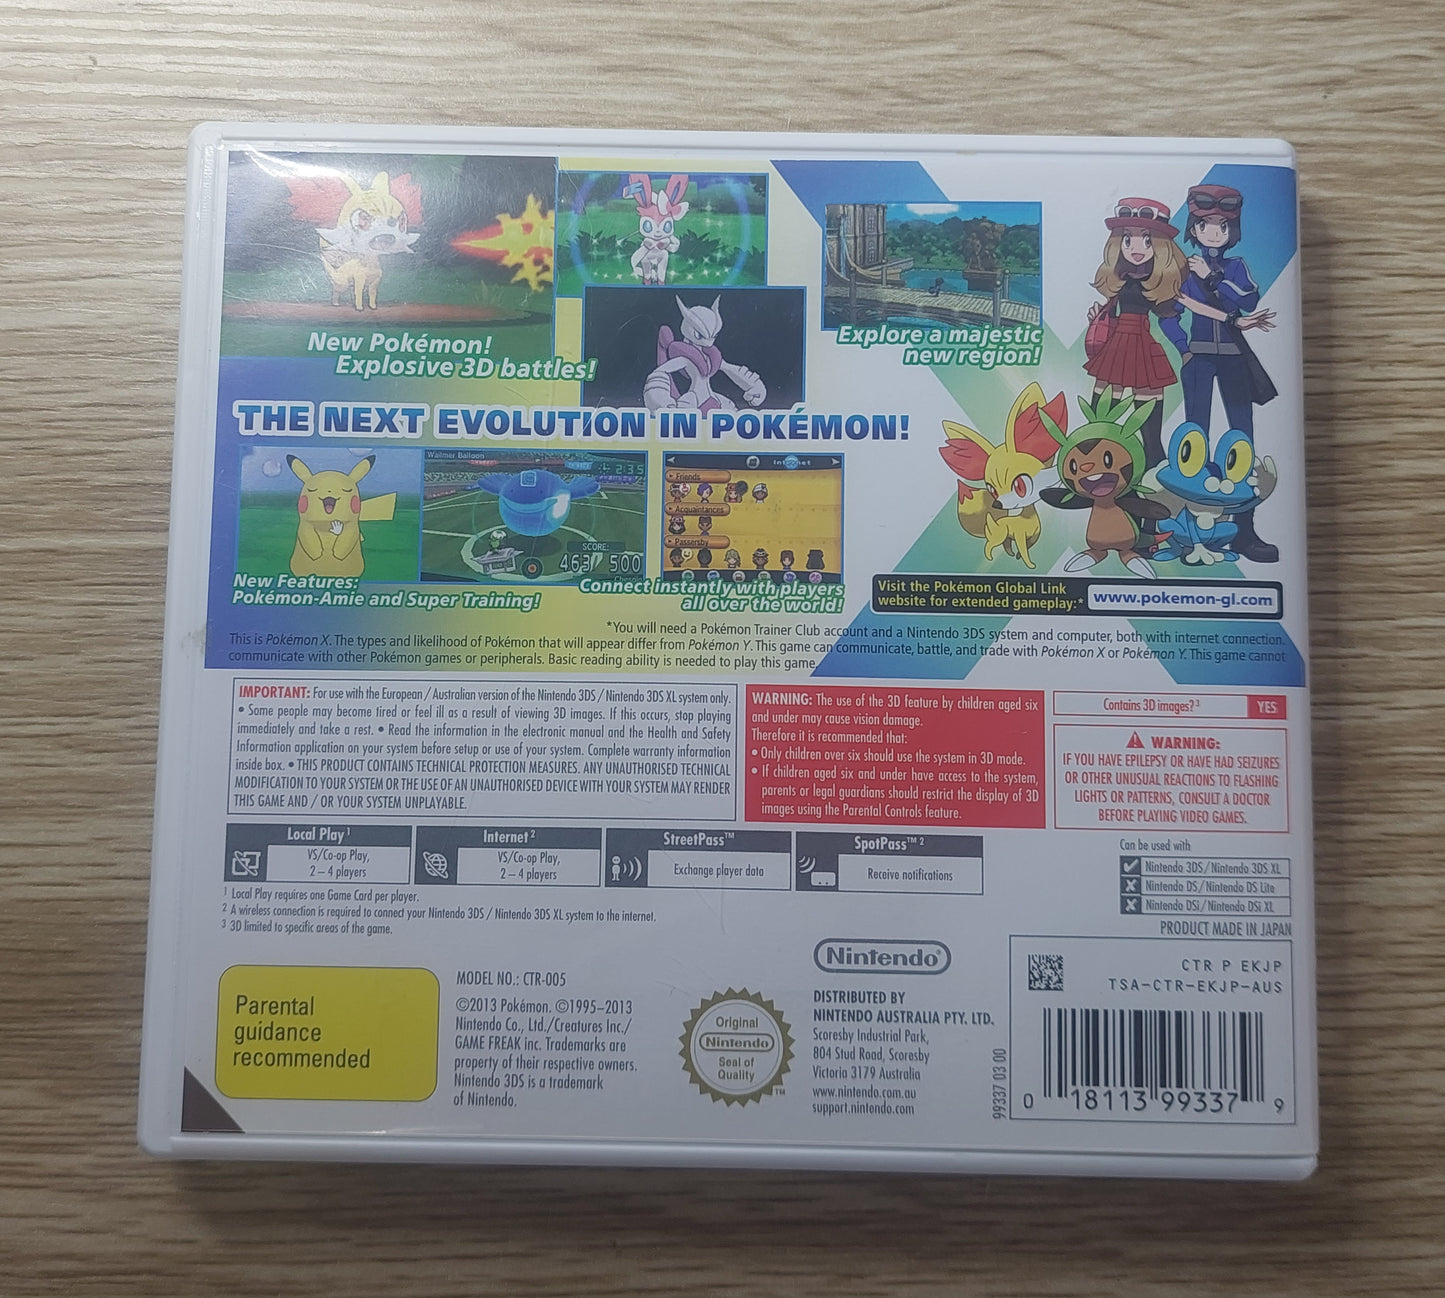 New Pokémon!
Explosive 3D battles!
Explore a majestic
new region!
THE NEXT EVOLUTION IN POKÉMON!
Wailmer Balloon
2:35
SCORE:
463/ 500
Internet
Friends
Acquaintances
Passersby
New Features:
Pokémon-Amie and Super Training!
Connect instantly with players
all over the world!
Visit the Pokémon Global Link
website for extended gameplay:*
www.pokemon-gl.com
*You will need a Pokémon Trainer Club account and a Nintendo 3DS system and computer, both with internet connection.
This is Pokémon X. The types and likelihood of Pokémon that will appear differ from Pokémon Y. This game can communicate, battle, and trade with Pokémon X or Pokémon Y. This game cannot
communicate with other Pokémon games or peripherals. Basic reading ability is needed to play this game.
IMPORTANT: For use with the European / Australian version of the Nintendo 3DS / Nintendo 3DS XL system only.
• Some people may become tired or feel ill as a result of viewing 3D images. If this occurs, stop playing
immediately and take a rest. • Read the information in the electronic manual and the Health and Safety
Information application on your system before setup or use of your system. Complete warranty information
inside box. • THIS PRODUCT CONTAINS TECHNICAL PROTECTION MEASURES. ANY UNAUTHORISED TECHNICAL
MODIFICATION TO YOUR SYSTEM OR THE USE OF AN UNAUTHORISED DEVICE WITH YOUR SYSTEM MAY RENDER
THIS GAME AND / OR YOUR SYSTEM UNPLAYABLE.
WARNING: The use of the 3D feature by children aged six
and under may cause vision damage.
Therefore it is recommended that:
• Only children over six should use the system in 3D mode.
• If children aged six and under have access to the system,
parents or legal guardians should restrict the display of 3D
images using the Parental Controls feature.
Contains 3D images?³ YES
WARNING:
IF YOU HAVE EPILEPSY OR HAVE HAD SEIZURES
OR OTHER UNUSUAL REACTIONS TO FLASHING
LIGHTS OR PATTERNS, CONSULT A DOCTOR
BEFORE PLAYING VIDEO GAMES.
Local Play¹
VS/Co-op Play,
2 – 4 players
Internet²
VS/Co-op Play,
2 – 4 players
StreetPass™
Exchange player data
SpotPass™ ²
Receive notifications
Can be used with
Nintendo 3DS / Nintendo 3DS XL
Nintendo DS / Nintendo DS Lite
Nintendo DSi / Nintendo DSi XL
PRODUCT MADE IN JAPAN
¹ Local Play requires one Game Card per player.
² A wireless connection is required to connect your Nintendo 3DS / Nintendo 3DS XL system to the internet.
³ 3D limited to specific areas of the game.
Parental
guidance
recommended
MODEL NO.: CTR-005
©2013 Pokémon. ©1995–2013
Nintendo Co., Ltd./Creatures Inc./
GAME FREAK inc. Trademarks are
property of their respective owners.
Nintendo 3DS is a trademark
of Nintendo.
Original
Nintendo
Seal of
Quality
TM
Nintendo®
DISTRIBUTED BY
NINTENDO AUSTRALIA PTY. LTD.
Scoresby Industrial Park,
804 Stud Road, Scoresby
Victoria 3179 Australia
www.nintendo.com.au
support.nintendo.com
99337 03 00
CTR P EKJP
TSA-CTR-EKJP-AUS
0 18113 99337 9